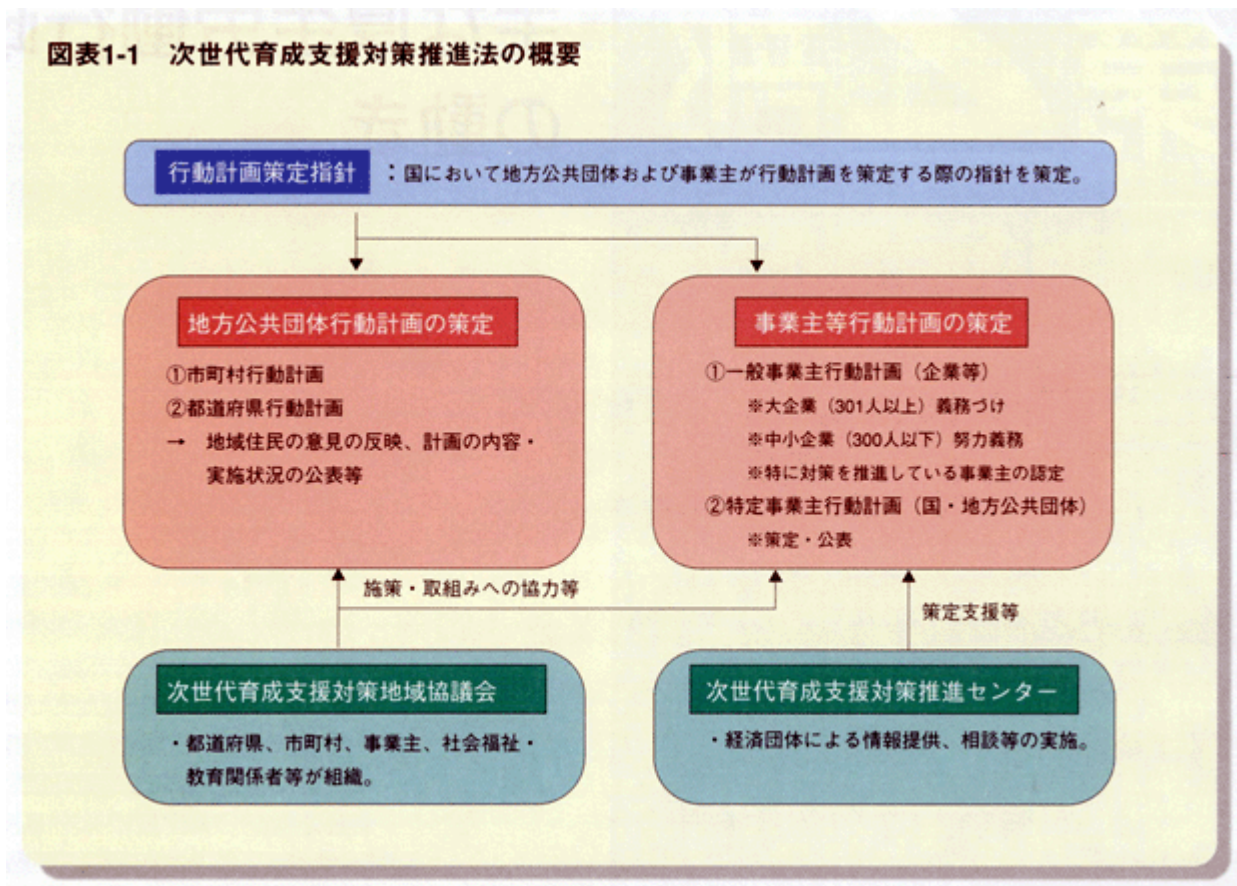 図表1-1 次世代育成支援対策推進法の概要
行動計画策定指針 ：国において地方公共団体および事業主が行動計画を策定する際の指針を策定。
地方公共団体行動計画の策定
①市町村行動計画
②都道府県行動計画
→ 地域住民の意見の反映、計画の内容・
実施状況の公表等
事業主等行動計画の策定
①一般事業主行動計画（企業等）
※大企業（301人以上）義務づけ
※中小企業（300人以下）努力義務
※特に対策を推進している事業主の認定
②特定事業主行動計画（国・地方公共団体）
※策定・公表
施策・取組みへの協力等
策定支援等
次世代育成支援対策地域協議会
・都道府県、市町村、事業主、社会福祉・
教育関係者等が組織。
次世代育成支援対策推進センター
・経済団体による情報提供、相談等の実施。